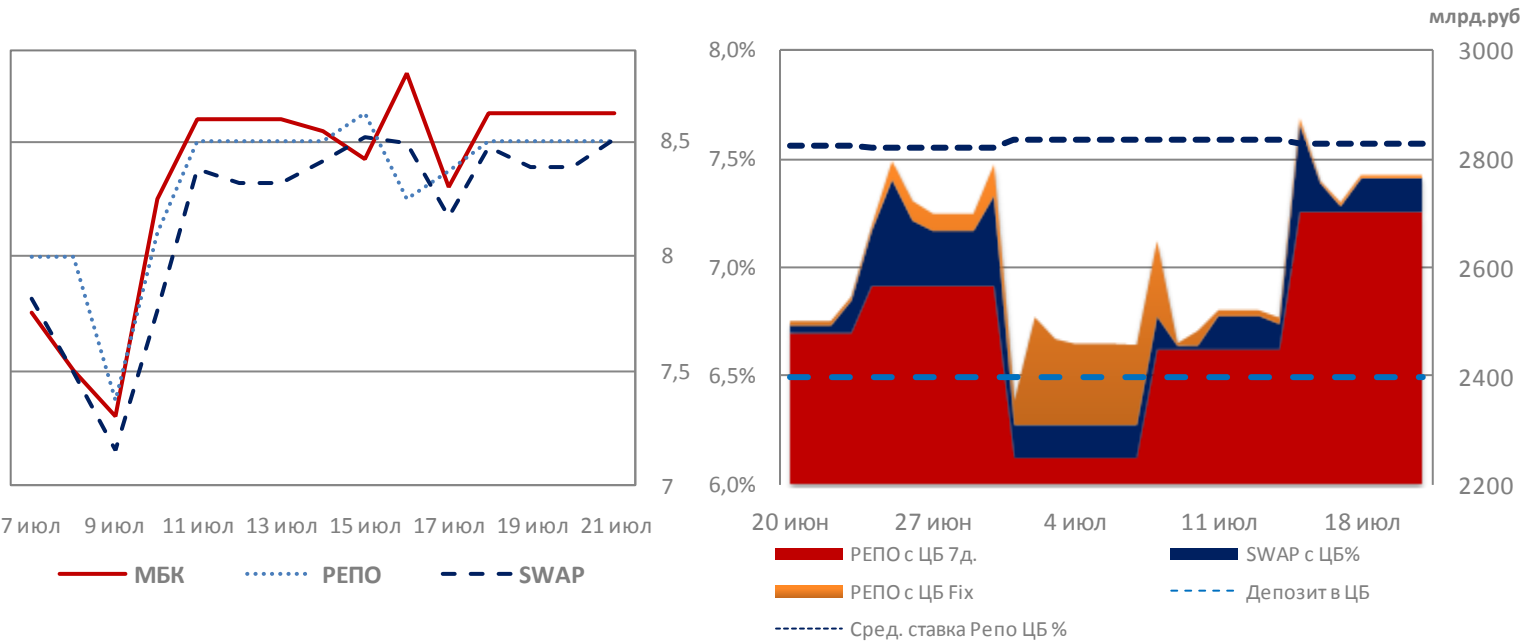 8,5
8
7,5
7
7 июл 9 июл 11 июл 13 июл 15 июл 17 июл 19 июл 21 июл
МБК РЕПО SWAP
млрд.руб
8,0% 3000
7,5% 2800
7,0% 2600
6,5% 2400
6,0% 2200
20 июн 27 июн 4 июл 11 июл 18 июл
РЕПО с ЦБ 7д. SWAP с ЦБ%
РЕПО с ЦБ Fix Депозит в ЦБ
Сред. ставка Репо ЦБ %